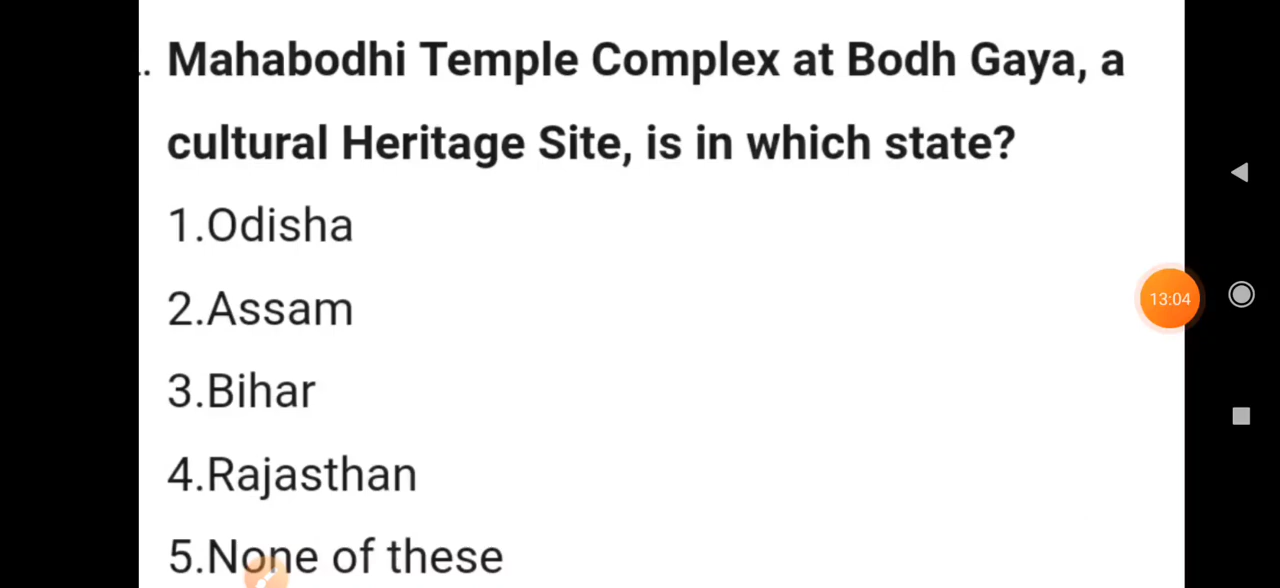 . Mahabodhi Temple Complex at Bodh Gaya, a
cultural Heritage Site, is in which state?
1.Odisha
2.Assam
13:04
3.Bihar
4.Rajasthan
5.None of these